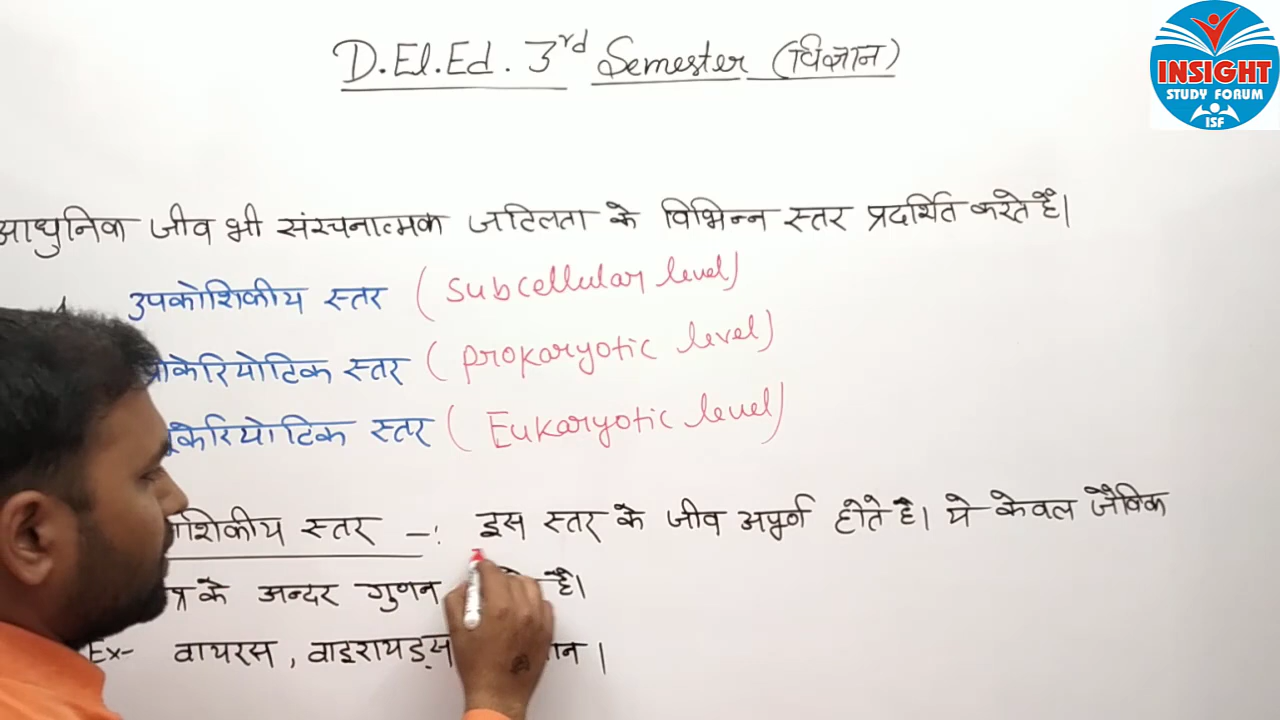 D.El.Ed. 3rd Semester (विज्ञान)
INSIGHT
STUDY FORUM
ISF
आधुनिक जीव भी संरचनात्मक जटिलता के विभिन्न स्तर प्रदर्शित करते हैं।
उपकोशिकीय स्तर (Subcellular level)
स्तर (Prokaryotic level)
स्तर (Eukaryotic level)
स्तर -: इस स्तर के जीव अपूर्ण होते है। ये केवल जैविक
के अन्दर गुणन है।
Ex- वायरस, वाइरायड्स